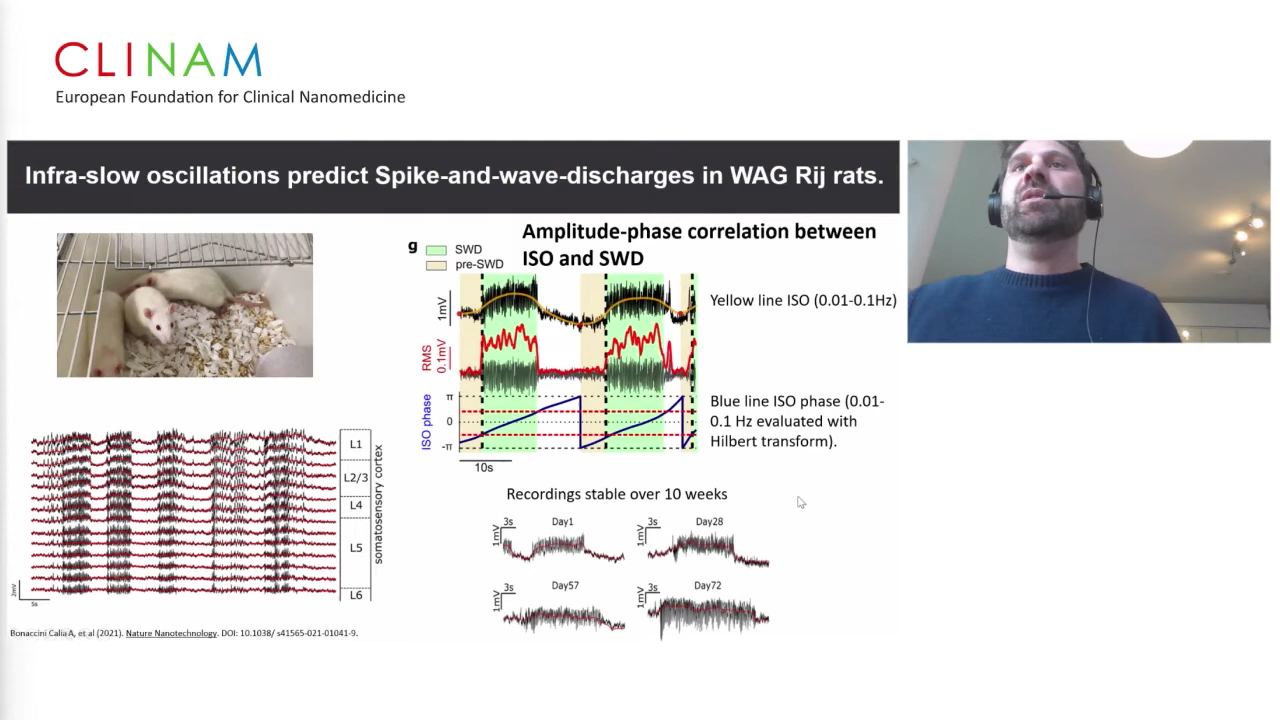 CLINAM
European Foundation for Clinical Nanomedicine
Infra-slow oscillations predict Spike-and-wave-discharges in WAG Rij rats.
g
SWD
pre-SWD
Amplitude-phase correlation between
ISO and SWD
1mV
RMS
0.1mV
ISO phase
π
0
-π
10s
Yellow line ISO (0.01-0.1Hz)
Blue line ISO phase (0.01-
0.1 Hz evaluated with
Hilbert transform).
L1
L2/3
L4
L5
L6
somatosensory cortex
2mV
5s
Recordings stable over 10 weeks
3s
1mV
Day1
3s
1mV
Day28
3s
1mV
Day57
3s
1mV
Day72
Bonaccini Calia A, et al (2021). Nature Nanotechnology. DOI: 10.1038/ s41565-021-01041-9.